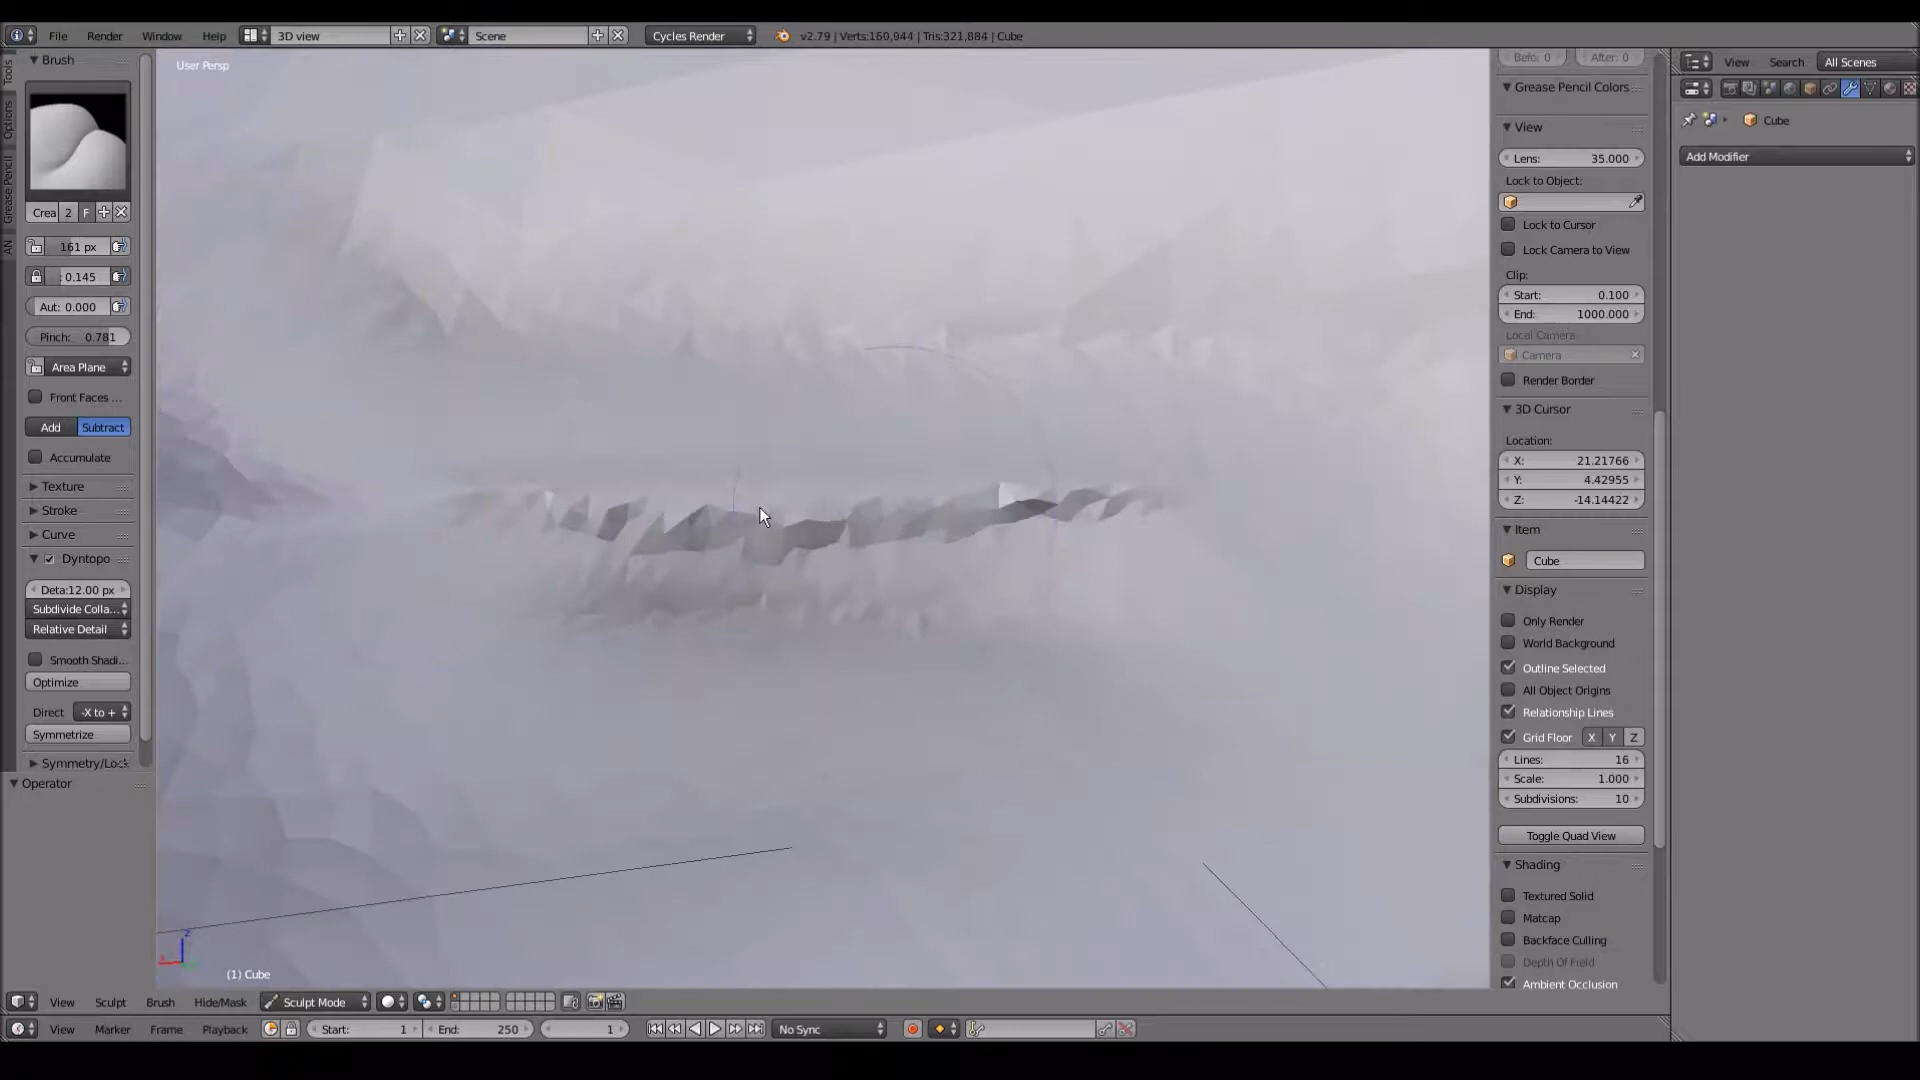 File Render Window Help 3D view Scene Cycles Render v2.79 | Verts:160,944 | Tris:321,884 | Cube
Tools
Options
Grease Pencil
AN
Brush
Crea 2 F
161 px
: 0.145
Aut: 0.000
Pinch: 0.781
Area Plane
Front Faces ...
Add Subtract
Accumulate
Texture
Stroke
Curve
Dyntopo
Deta:12.00 px
Subdivide Colla...
Relative Detail
Smooth Shadi...
Optimize
Direct -X to +
Symmetrize
Symmetry/Lock
Operator
User Persp
(1) Cube
Befo: 0 After: 0
Grease Pencil Colors
View
Lens: 35.000
Lock to Object:
Lock to Cursor
Lock Camera to View
Clip:
Start: 0.100
End: 1000.000
Local Camera
Camera
Render Border
3D Cursor
Location:
X: 21.21766
Y: 4.42955
Z: -14.14422
Item
Cube
Display
Only Render
World Background
Outline Selected
All Object Origins
Relationship Lines
Grid Floor X Y Z
Lines: 16
Scale: 1.000
Subdivisions: 10
Toggle Quad View
Shading
Textured Solid
Matcap
Backface Culling
Depth Of Field
Ambient Occlusion
View Search All Scenes
Cube
Add Modifier
View Sculpt Brush Hide/Mask Sculpt Mode
View Marker Frame Playback Start: 1 End: 250 1 No Sync